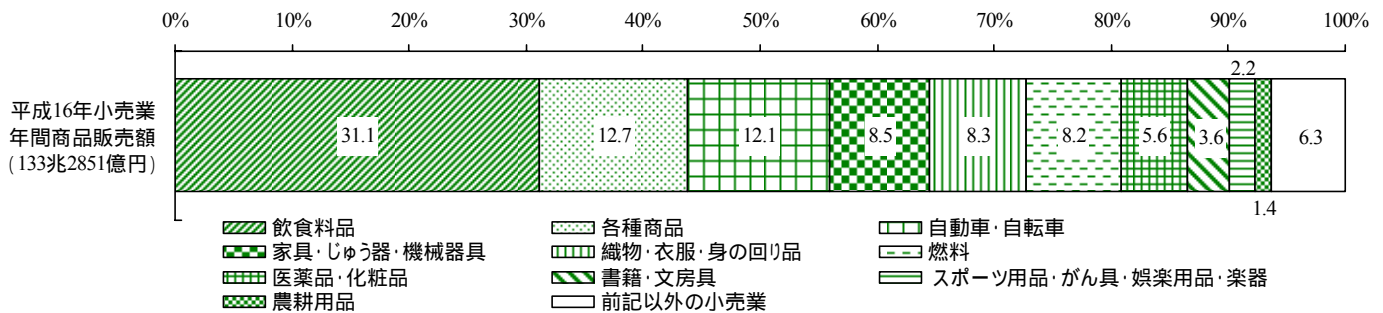 0% 10% 20% 30% 40% 50% 60% 70% 80% 90% 100%
2.2
平成16年小売業
年間商品販売額
(133兆2851億円)
31.1 12.7 12.1 8.5 8.3 8.2 5.6 3.6 6.3
1.4
飲食料品 各種商品 自動車・自転車
家具・じゅう器・機械器具 織物・衣服・身の回り品 燃料
医薬品・化粧品 書籍・文房具 スポーツ用品・がん具・娯楽用品・楽器
農耕用品 前記以外の小売業